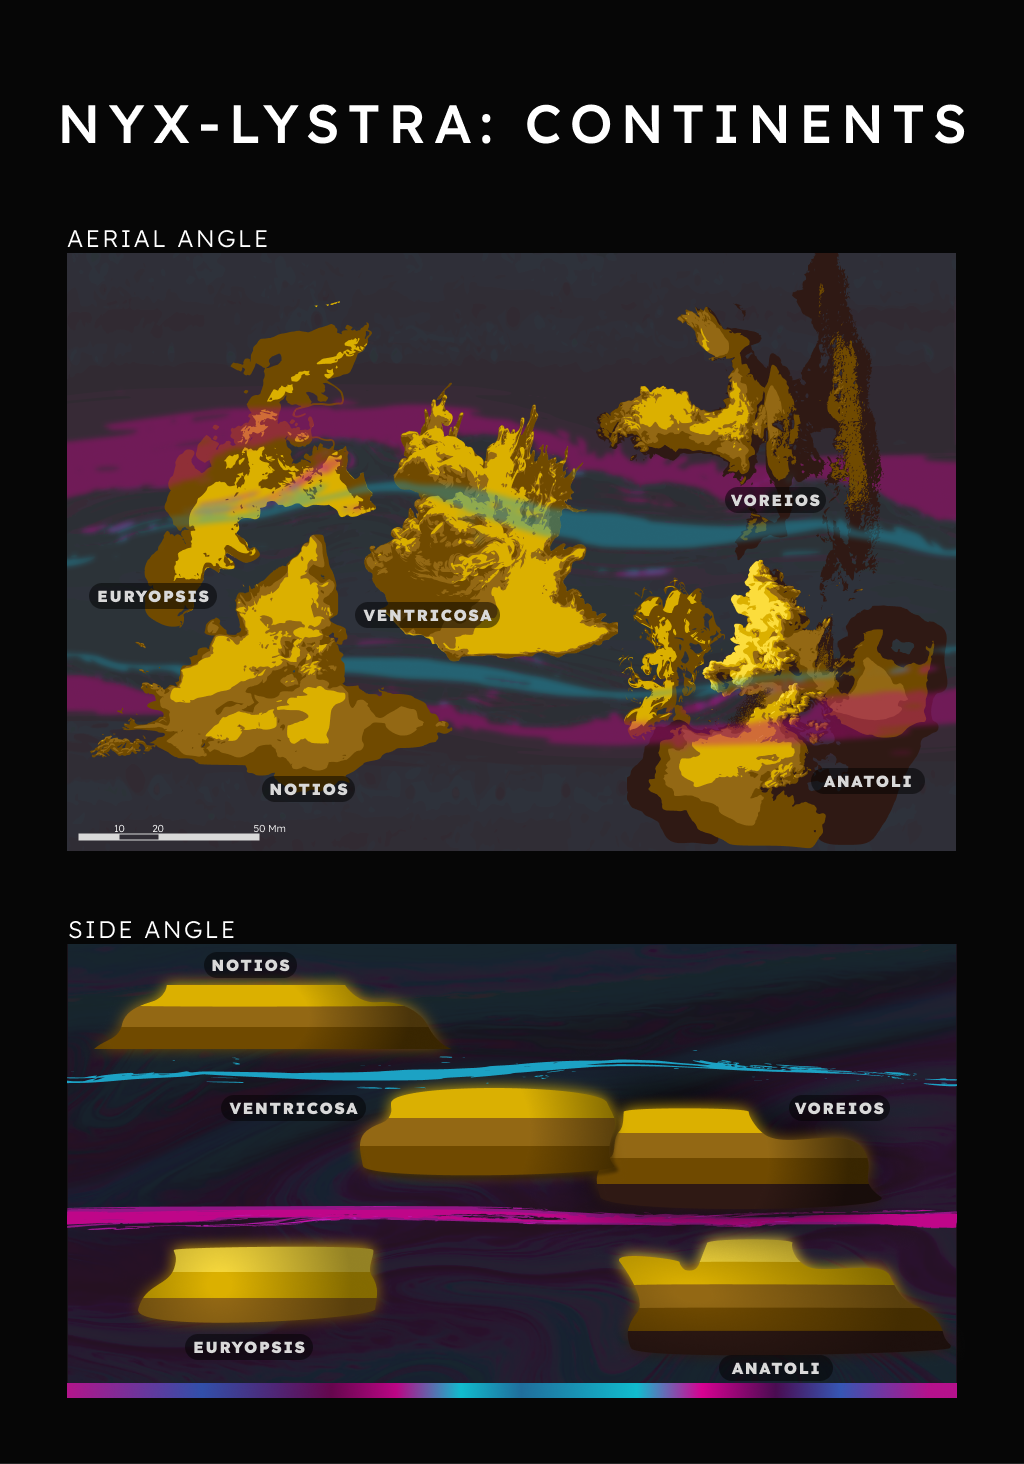 NYX-LYSTRA: CONTINENTS
AERIAL ANGLE
VOREIOS
EURYOPSIS
VENTRICOSA
ANATOLI
NOTIOS
10 20 50 Mm
SIDE ANGLE
NOTIOS
VENTRICOSA
VOREIOS
EURYOPSIS
ANATOLI